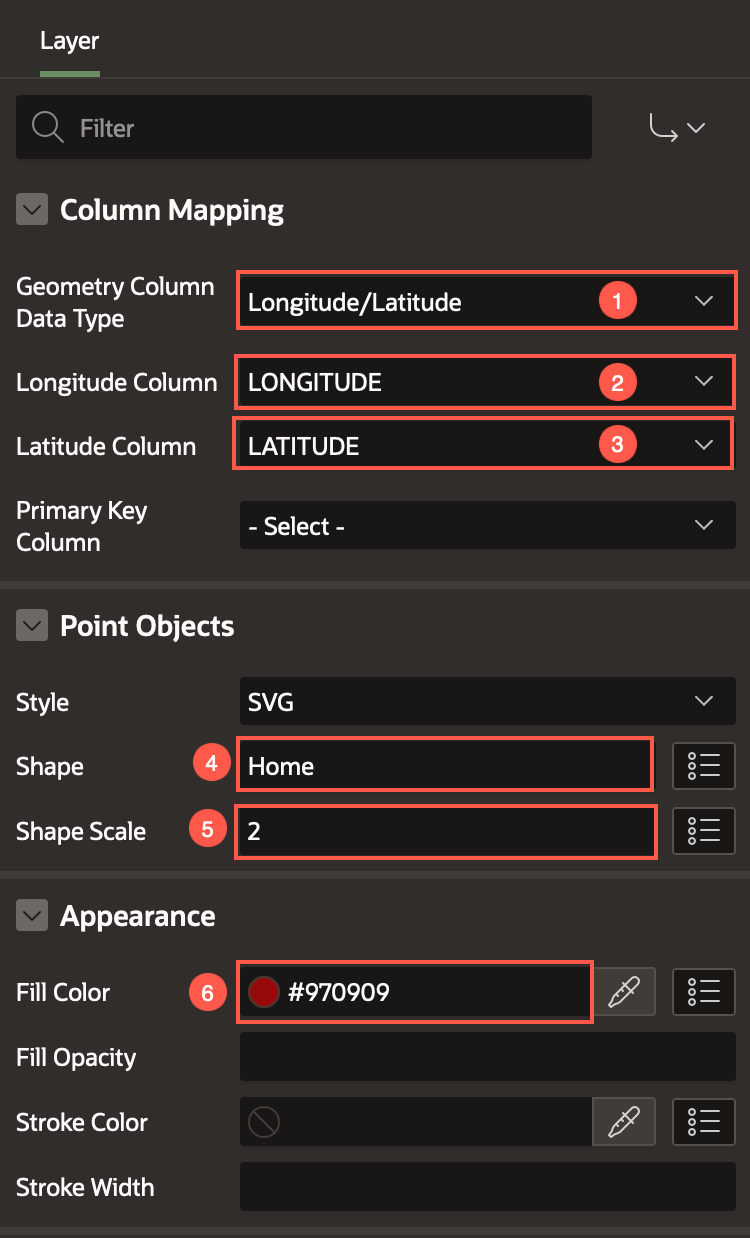 Layer
Filter
Column Mapping
Geometry Column
Data Type
Longitude/Latitude 1
Longitude Column LONGITUDE 2
Latitude Column LATITUDE 3
Primary Key
Column
- Select -
Point Objects
Style SVG
Shape 4 Home
Shape Scale 5 2
Appearance
Fill Color 6 #970909
Fill Opacity
Stroke Color
Stroke Width